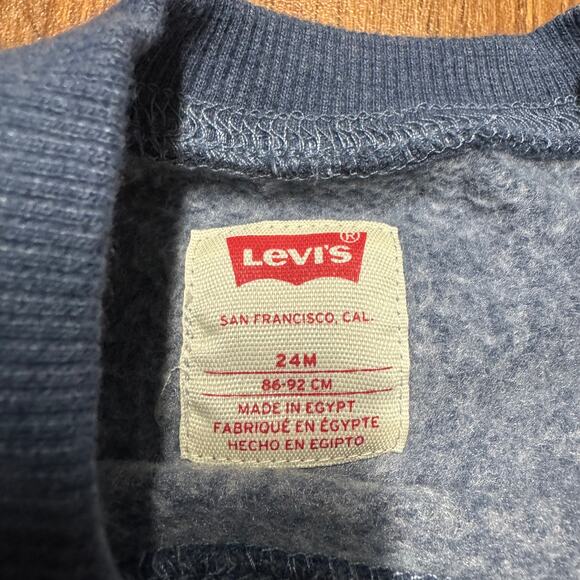 Levi's®
SAN FRANCISCO, CAL.
24M
86-92 CM
MADE IN EGYPT
FABRIQUÉ EN ÉGYPTE
HECHO EN EGIPTO